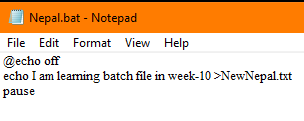 Nepal.bat - Notepad
File Edit Format View Help
@echo off
echo I am learning batch file in week-10 >NewNepal.txt
pause